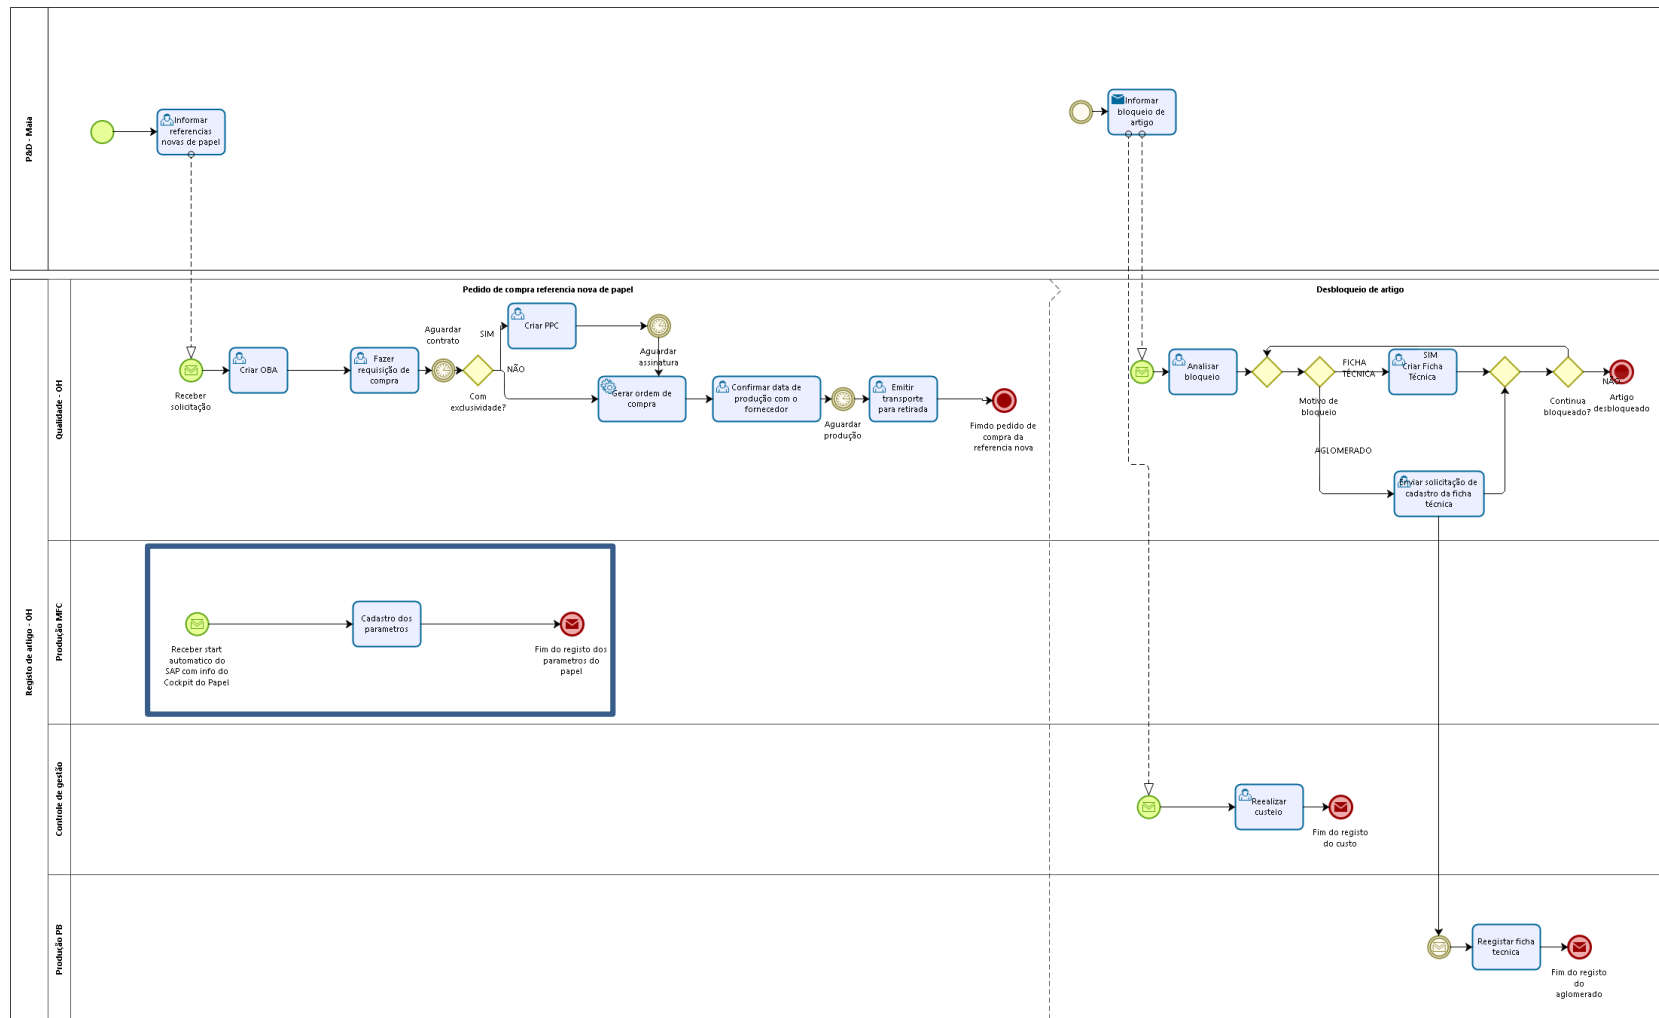 P&D - Maia
Informar
referencias
novas de papel
Informar
bloqueio de
artigo
Registo de artigo - OH
Pedido de compra referencia nova de papel
Desbloqueio de artigo
Qualidade - OH
Receber
solicitação
Criar OBA
Fazer
requisição de
compra
Aguardar
contrato
Com
exclusividade?
SIM
NÃO
Criar PPC
Aguardar
assinatura
Gerar ordem de
compra
Confirmar data de
produção com o
fornecedor
Aguardar
produção
Emitir
transporte
para retirada
Fimdo pedido de
compra da
referencia nova
Analisar
bloqueio
Motivo de
bloqueio
FICHA
TÉCNICA
SIM
Criar Ficha
Técnica
AGLOMERADO
Enviar solicitação de
cadastro da ficha
técnica
Continua
bloqueado?
NÃO
Artigo
desbloqueado
Produção MFC
Receber start
automatico do
SAP com info do
Cockpit do Papel
Cadastro dos
parametros
Fim do registo dos
parametros do
papel
Controle de gestão
Reealizar
custeio
Fim do registo
do custo
Produção PB
Reegistar ficha
tecnica
Fim do registo
do
aglomerado